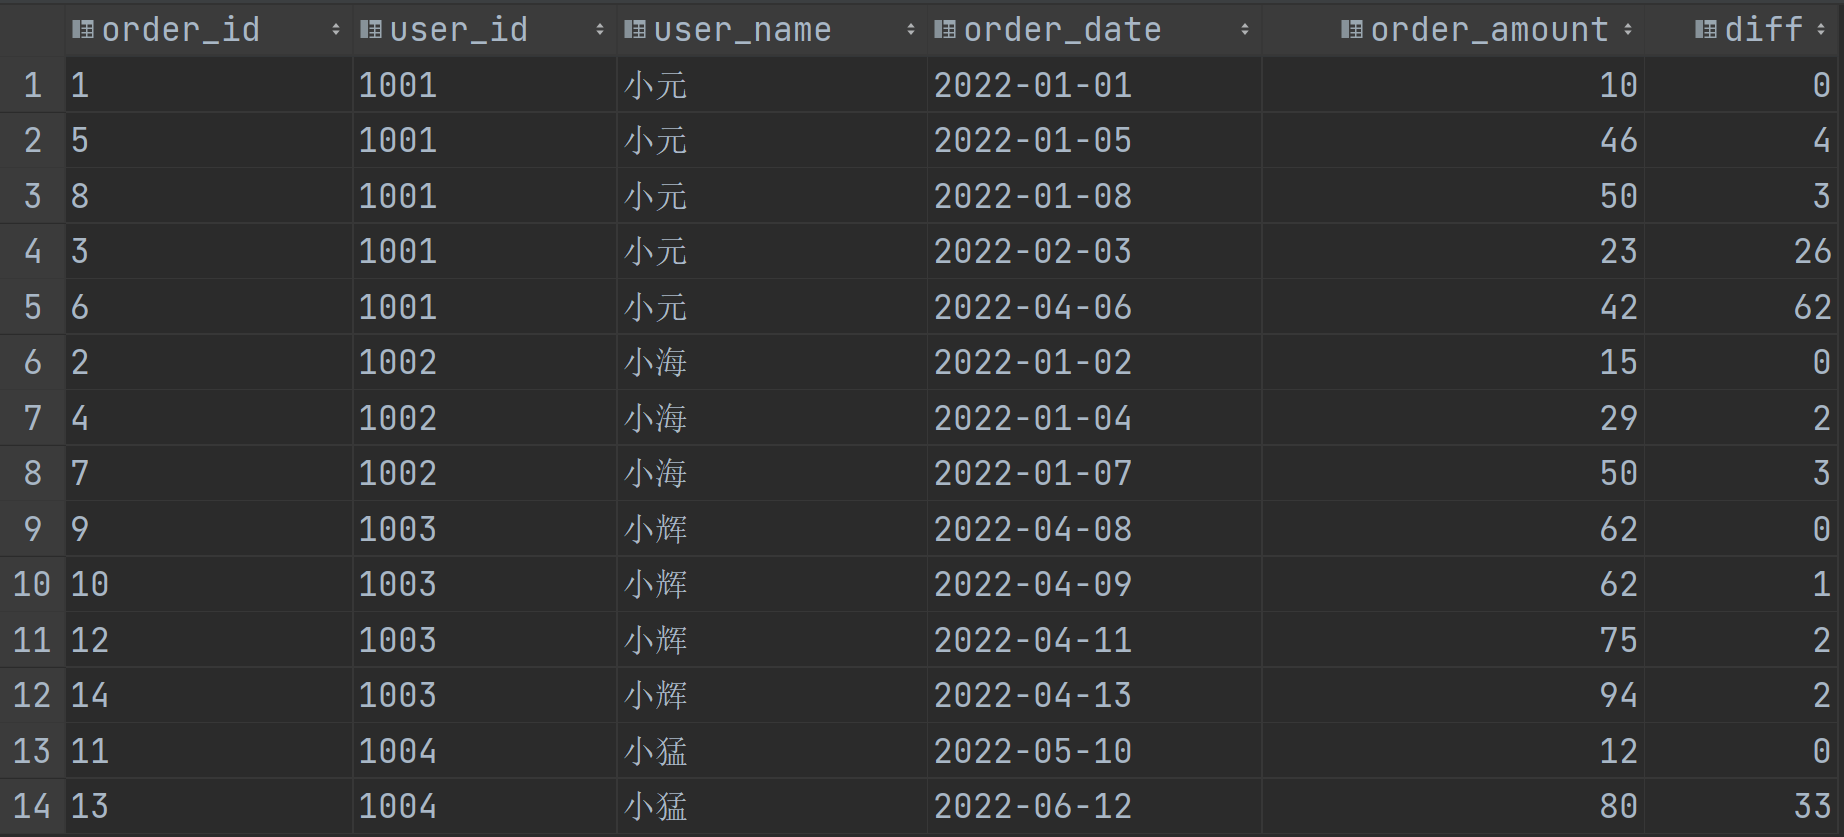 order_id user_id user_name order_date order_amount diff
1 1 1001 小元 2022-01-01 10 0
2 5 1001 小元 2022-01-05 46 4
3 8 1001 小元 2022-01-08 50 3
4 3 1001 小元 2022-02-03 23 26
5 6 1001 小元 2022-04-06 42 62
6 2 1002 小海 2022-01-02 15 0
7 4 1002 小海 2022-01-04 29 2
8 7 1002 小海 2022-01-07 50 3
9 9 1003 小辉 2022-04-08 62 0
10 10 1003 小辉 2022-04-09 62 1
11 12 1003 小辉 2022-04-11 75 2
12 14 1003 小辉 2022-04-13 94 2
13 11 1004 小猛 2022-05-10 12 0
14 13 1004 小猛 2022-06-12 80 33